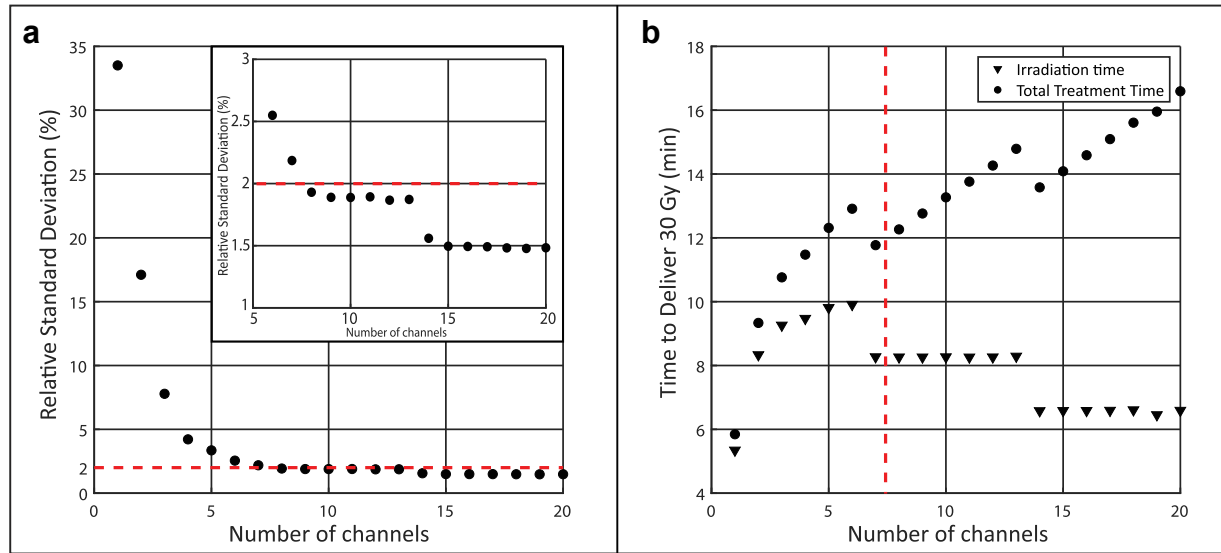 a
35
30
25
20
15
10
5
2
0
0 5 10 15 20
Relative Standard Deviation (%)
Number of channels
3
2.5
2
1.5
1
5 10 15 20
Relative Standard Deviation (%)
Number of channels
b
18
16
14
12
10
8
6
4
0 5 10 15 20
Time to Deliver 30 Gy (min)
Number of channels
Irradiation time
Total Treatment Time